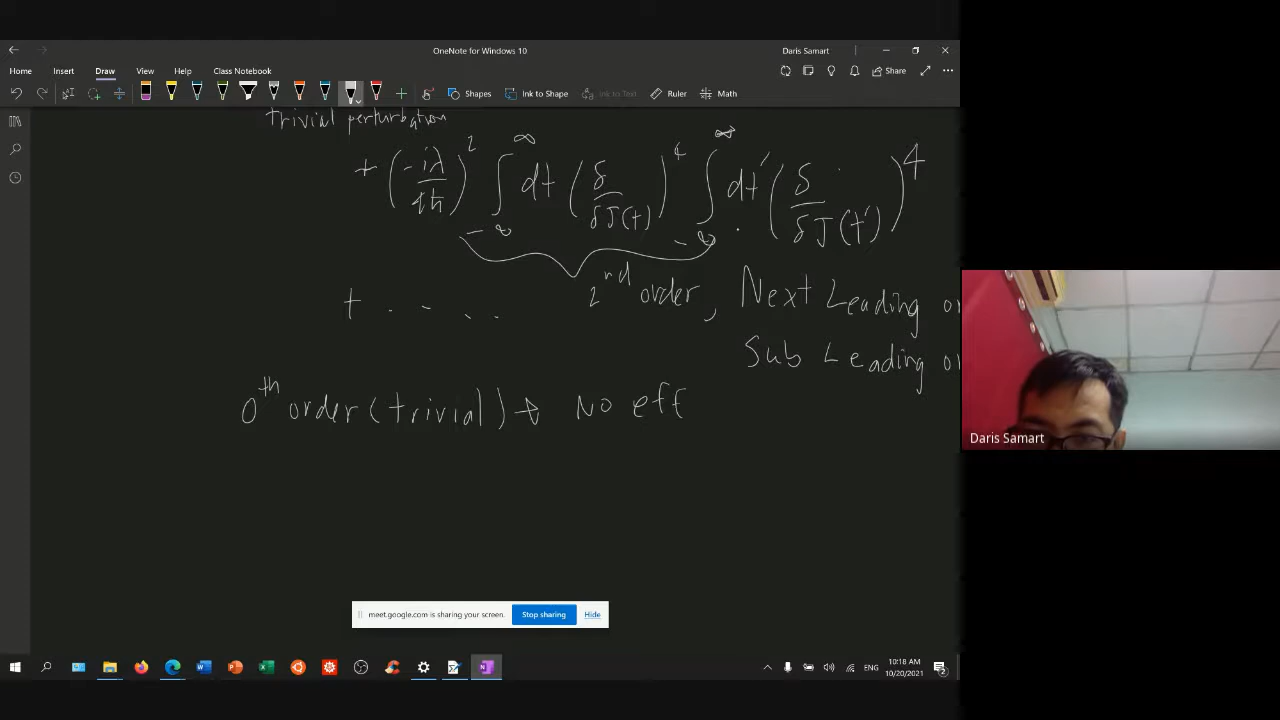 OneNote for Windows 10
Daris Samart
Home Insert Draw View Help Class Notebook
Share
Shapes Ink to Shape Ink to Text Ruler Math
trivial perturbation
+ (-iλ/4ħ)² ∫_{-∞}^{∞} dt (δ/δJ(t))⁴ ∫_{-∞}^{∞} dt′ (δ/δJ(t′))⁴
2nd order, Next Leading or
+ . . . .
Sub Leading or
0th order (trivial) → No eff
Daris Samart
meet.google.com is sharing your screen. Stop sharing Hide
ENG 10:18 AM
10/20/2021 2